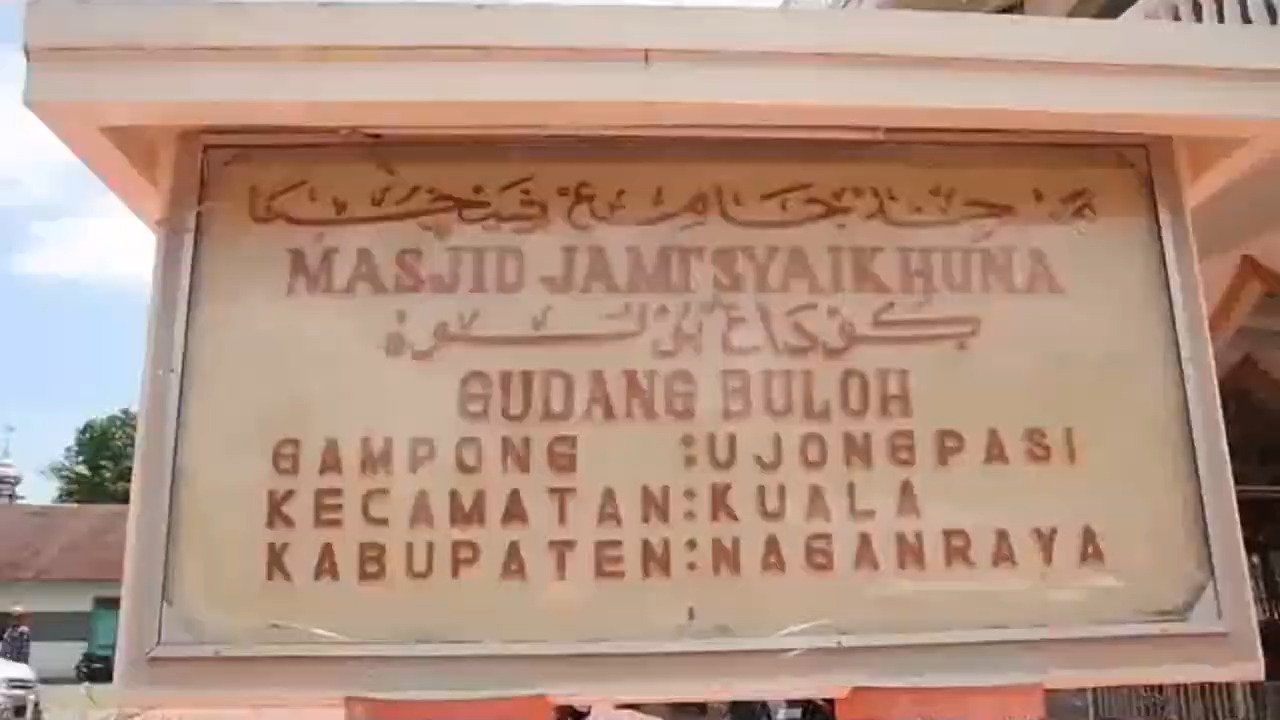 MASJID JAMI'SYAIKHUNA
GUDANG BULOH
GAMPONG :UJONGPASI
KECAMATAN:KUALA
KABUPATEN:NAGANRAYA